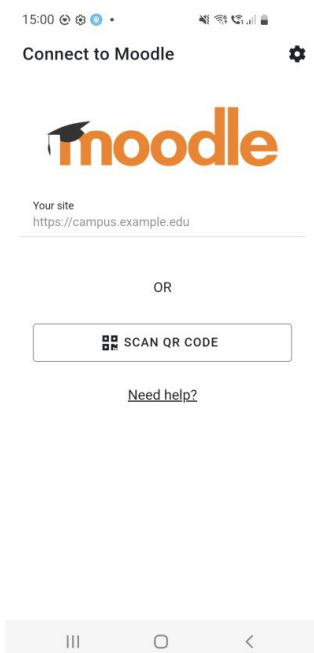 15:00
Connect to Moodle
moodle
Your site
https://campus.example.edu
OR
SCAN QR CODE
Need help?